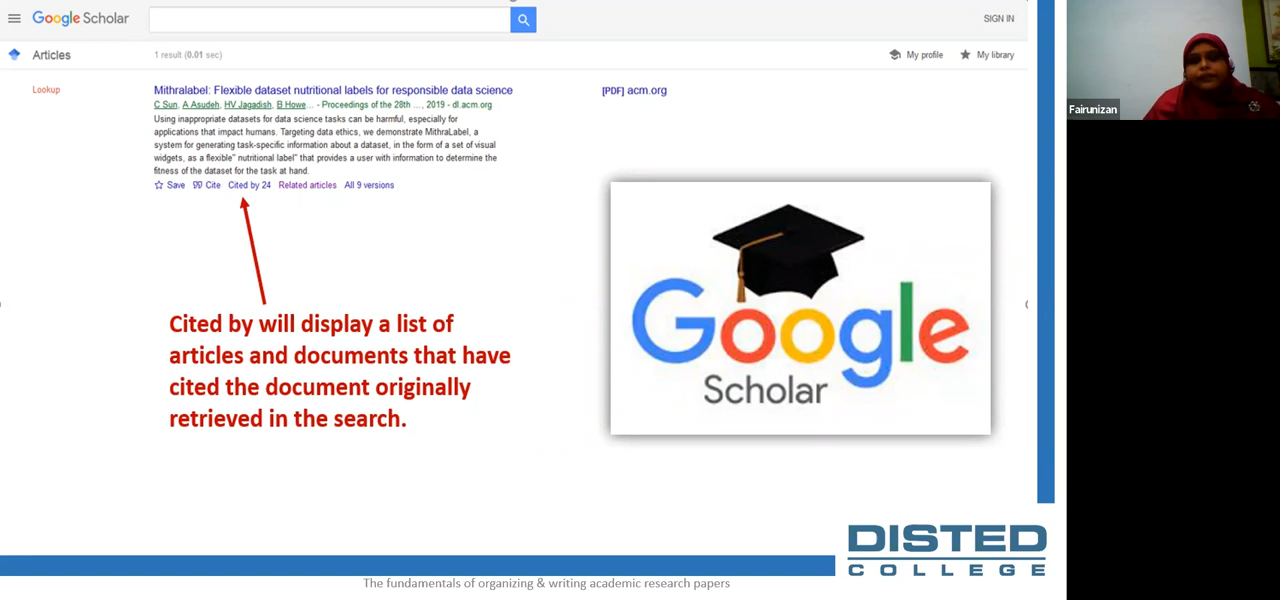 Google Scholar
SIGN IN
Articles
1 result (0.01 sec)
My profile
My library
Lookup
Mithralabel: Flexible dataset nutritional labels for responsible data science
[PDF] acm.org
C Sun, A Asudeh, HV Jagadish, B Howe... - Proceedings of the 28th ..., 2019 - dl.acm.org
Using inappropriate datasets for data science tasks can be harmful, especially for
applications that impact humans. Targeting data ethics, we demonstrate MithraLabel, a
system for generating task-specific information about a dataset, in the form of a set of visual
widgets, as a flexible" nutritional label" that provides a user with information to determine the
fitness of the dataset for the task at hand.
Save Cite Cited by 24 Related articles All 9 versions
Cited by will display a list of
articles and documents that have
cited the document originally
retrieved in the search.
Google
Scholar
DISTED
COLLEGE
The fundamentals of organizing & writing academic research papers
Fairunizan